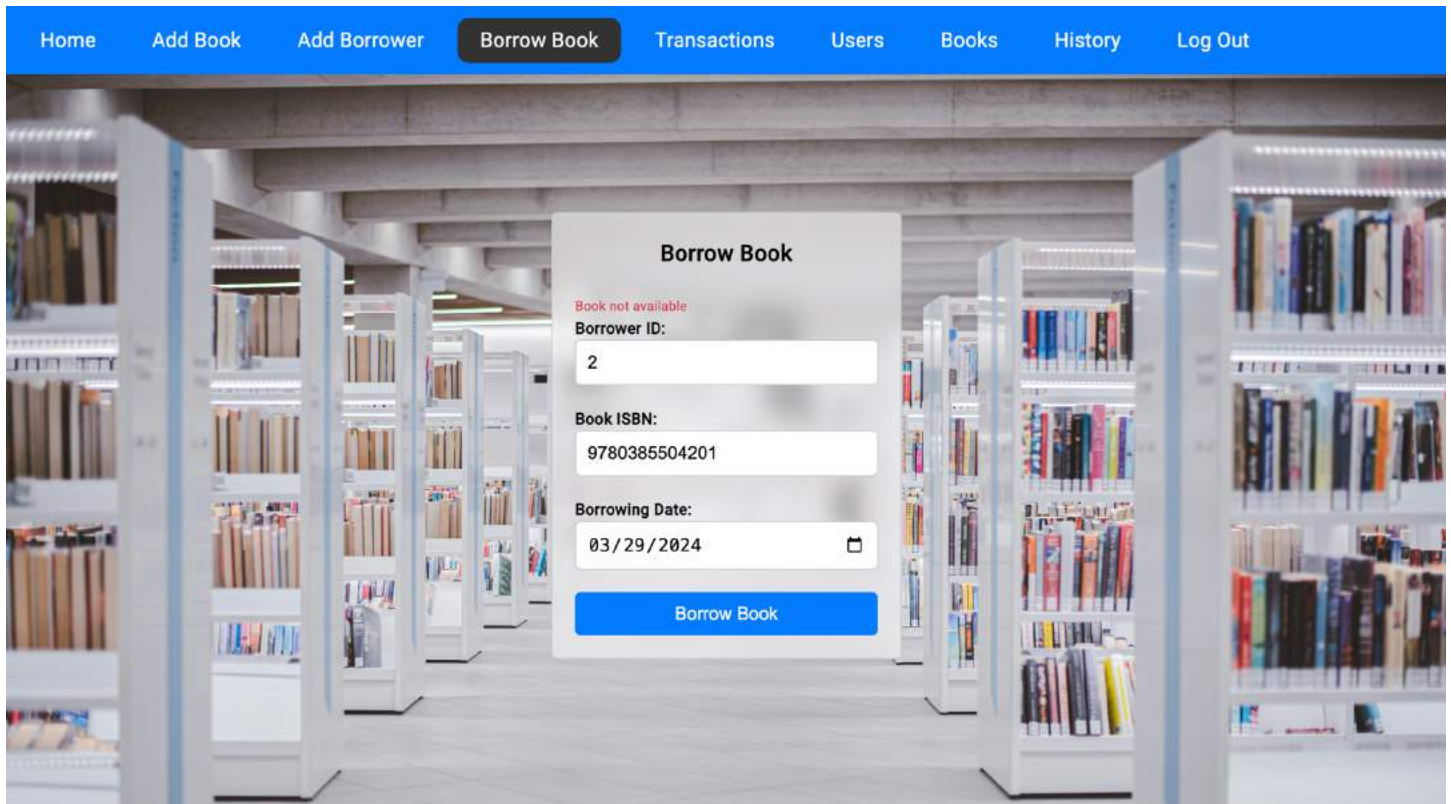 Home Add Book Add Borrower Borrow Book Transactions Users Books History Log Out
Borrow Book
Book not available
Borrower ID:
2
Book ISBN:
9780385504201
Borrowing Date:
03/29/2024
Borrow Book